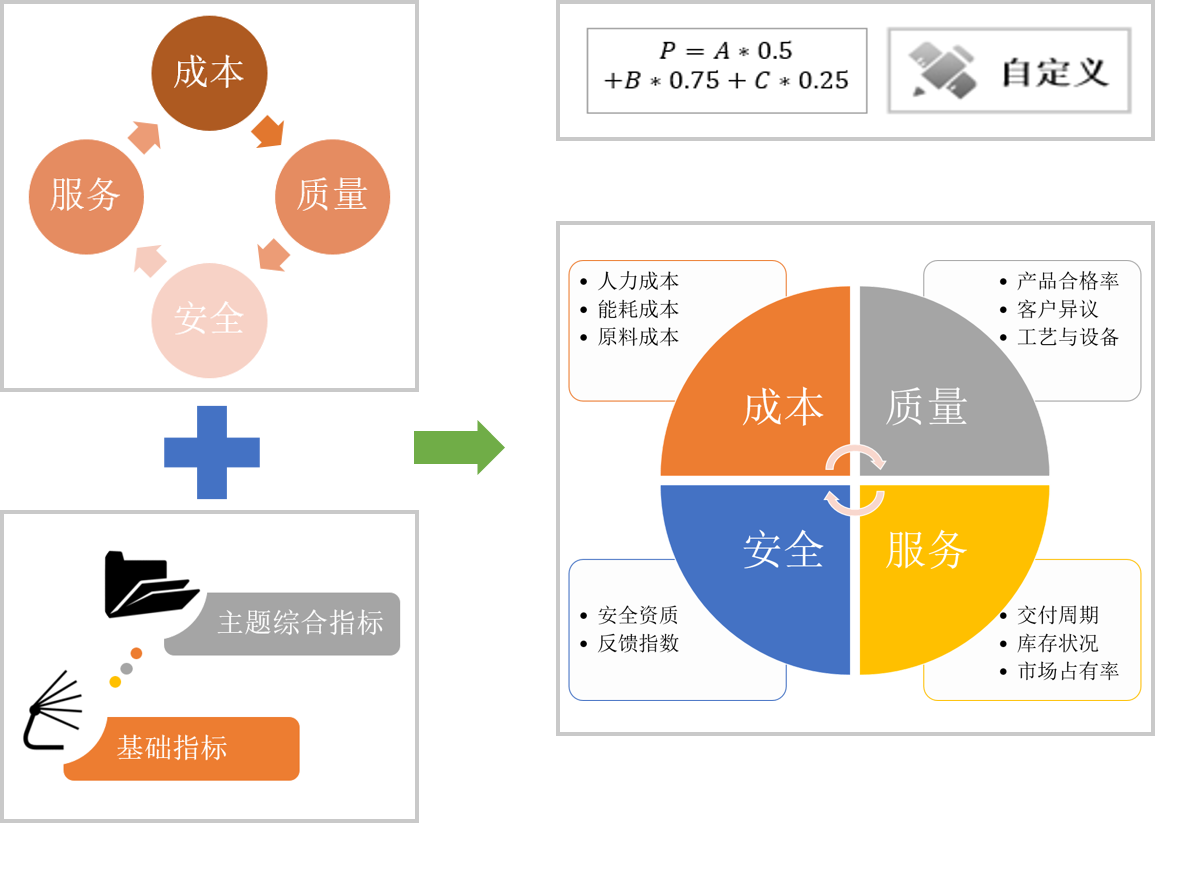 成本
服务
质量
安全
主题综合指标
基础指标
P = A * 0.5
+B * 0.75 + C * 0.25
自定义
• 人力成本
• 能耗成本
• 原料成本
• 产品合格率
• 客户异议
• 工艺与设备
成本
质量
安全
服务
• 安全资质
• 反馈指数
• 交付周期
• 库存状况
• 市场占有率